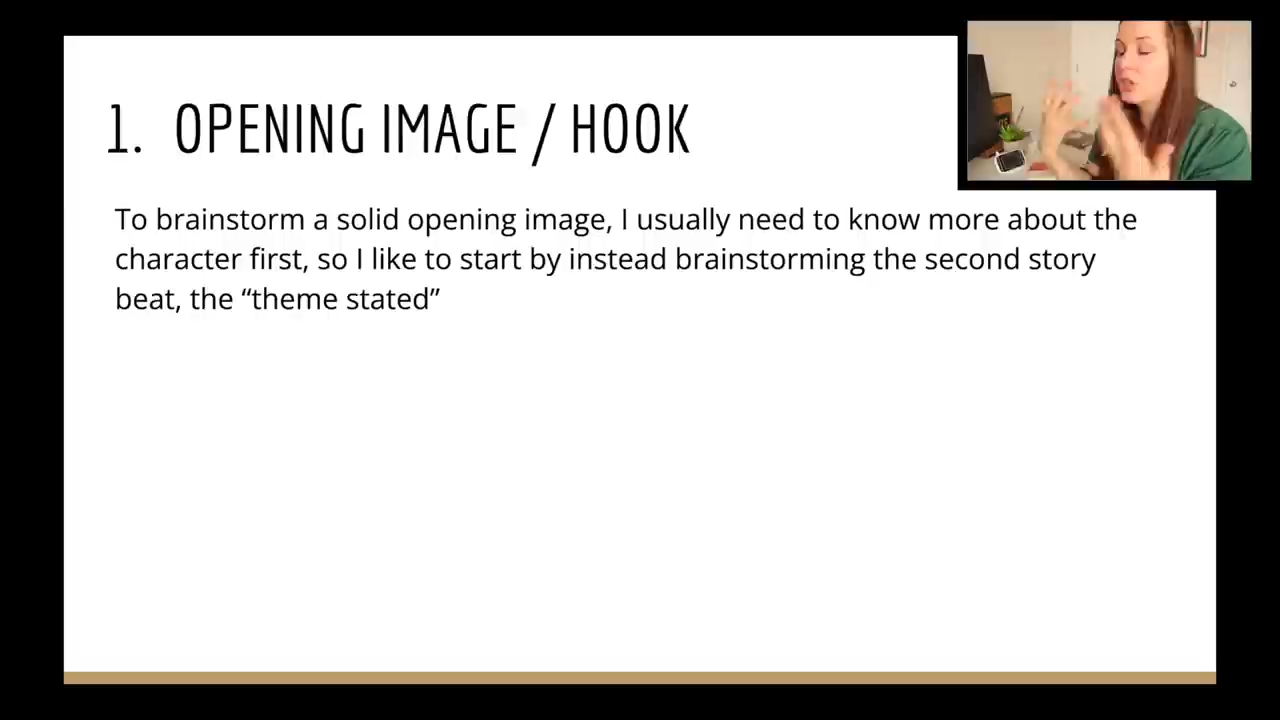 1. OPENING IMAGE / HOOK
To brainstorm a solid opening image, I usually need to know more about the
character first, so I like to start by instead brainstorming the second story
beat, the “theme stated”